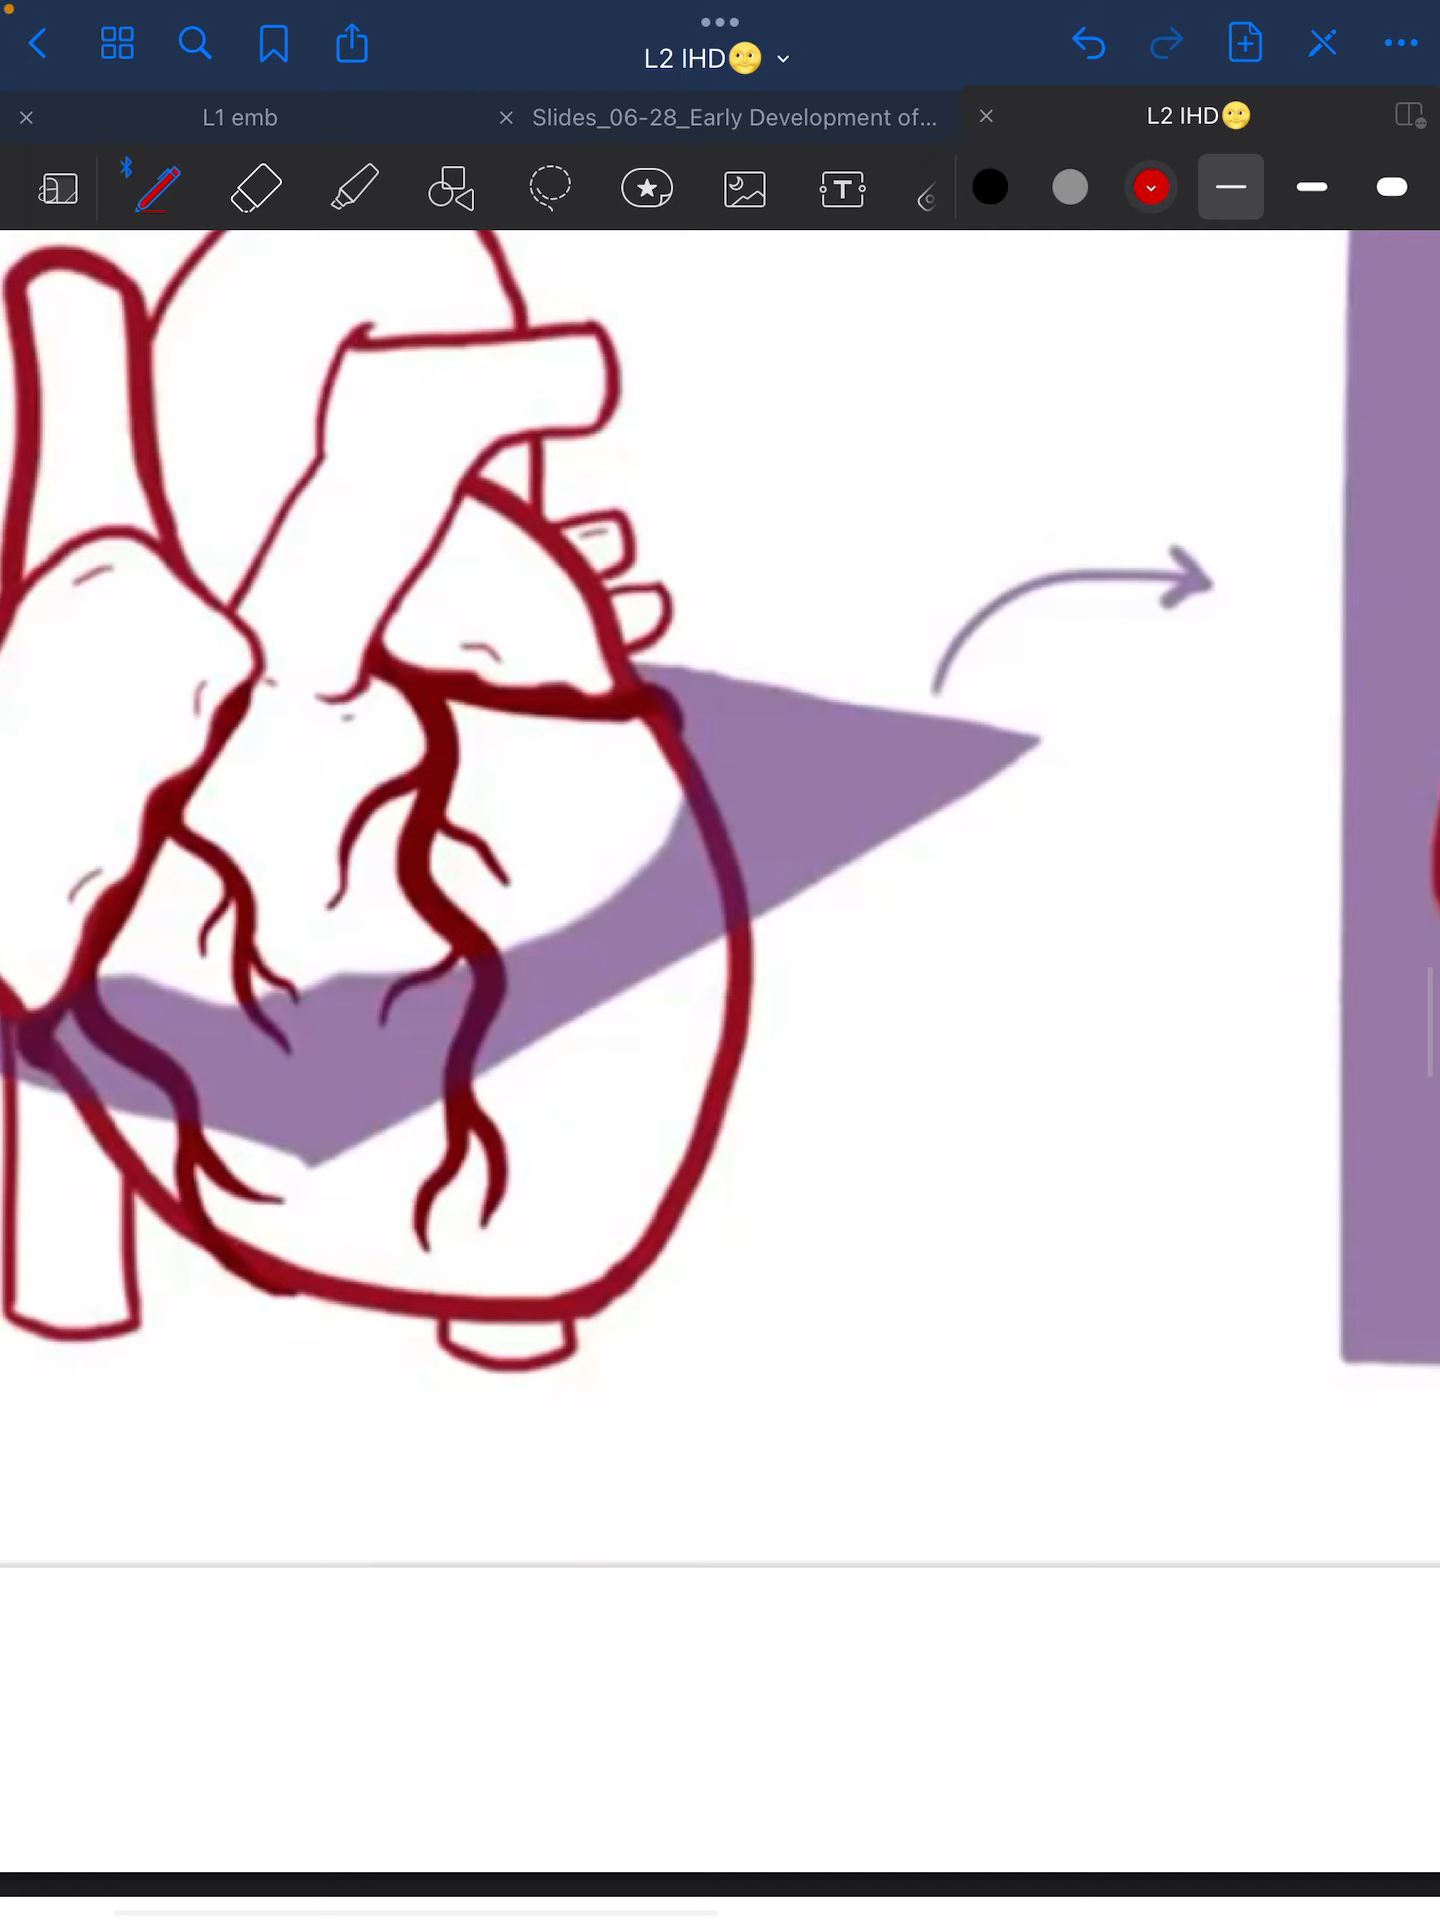 L2 IHD🌝
L1 emb
Slides_06-28_Early Development of...
L2 IHD🌝